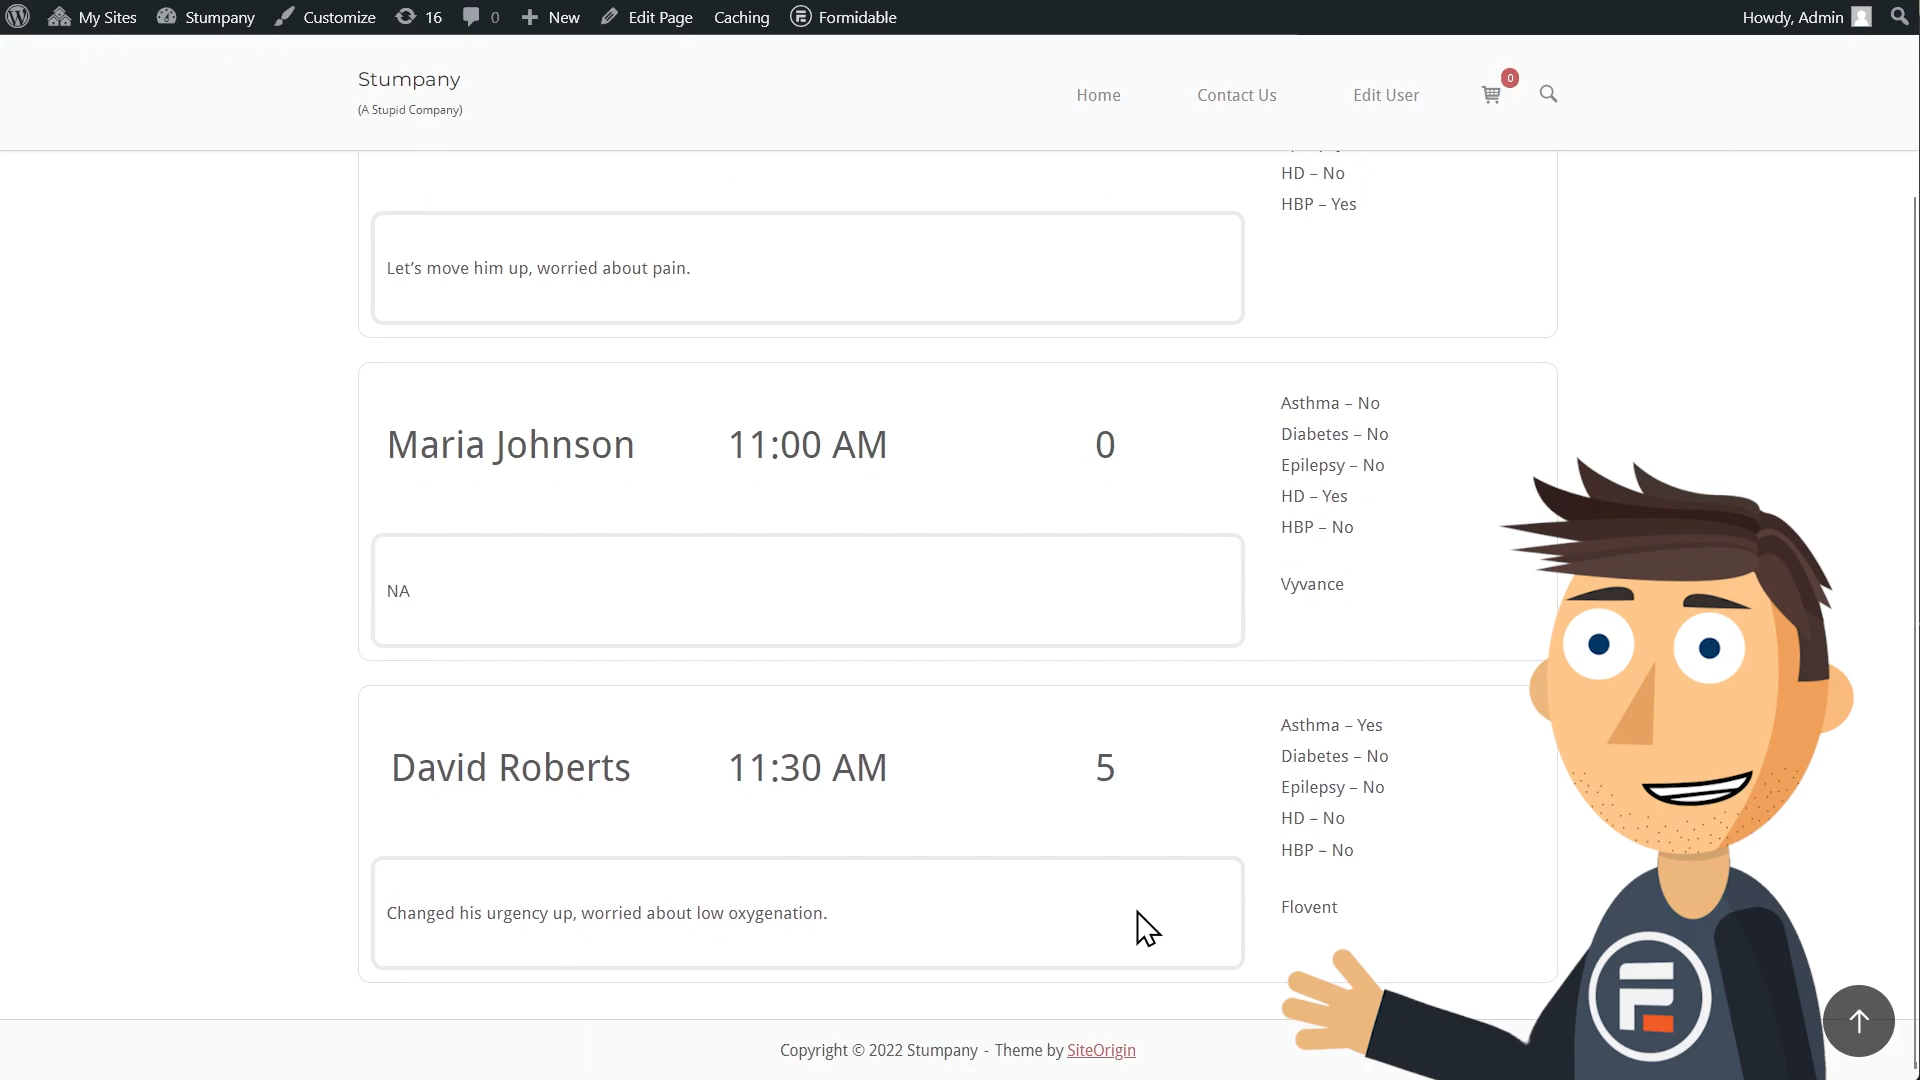 My Sites Stumpany Customize 16 0 New Edit Page Caching Formidable Howdy, Admin
Stumpany
(A Stupid Company)
Home Contact Us Edit User 0
HD – No
HBP – Yes
Let’s move him up, worried about pain.
Maria Johnson 11:00 AM 0
Asthma – No
Diabetes – No
Epilepsy – No
HD – Yes
HBP – No
Vyvance
NA
David Roberts 11:30 AM 5
Asthma – Yes
Diabetes – No
Epilepsy – No
HD – No
HBP – No
Flovent
Changed his urgency up, worried about low oxygenation.
Copyright © 2022 Stumpany - Theme by SiteOrigin